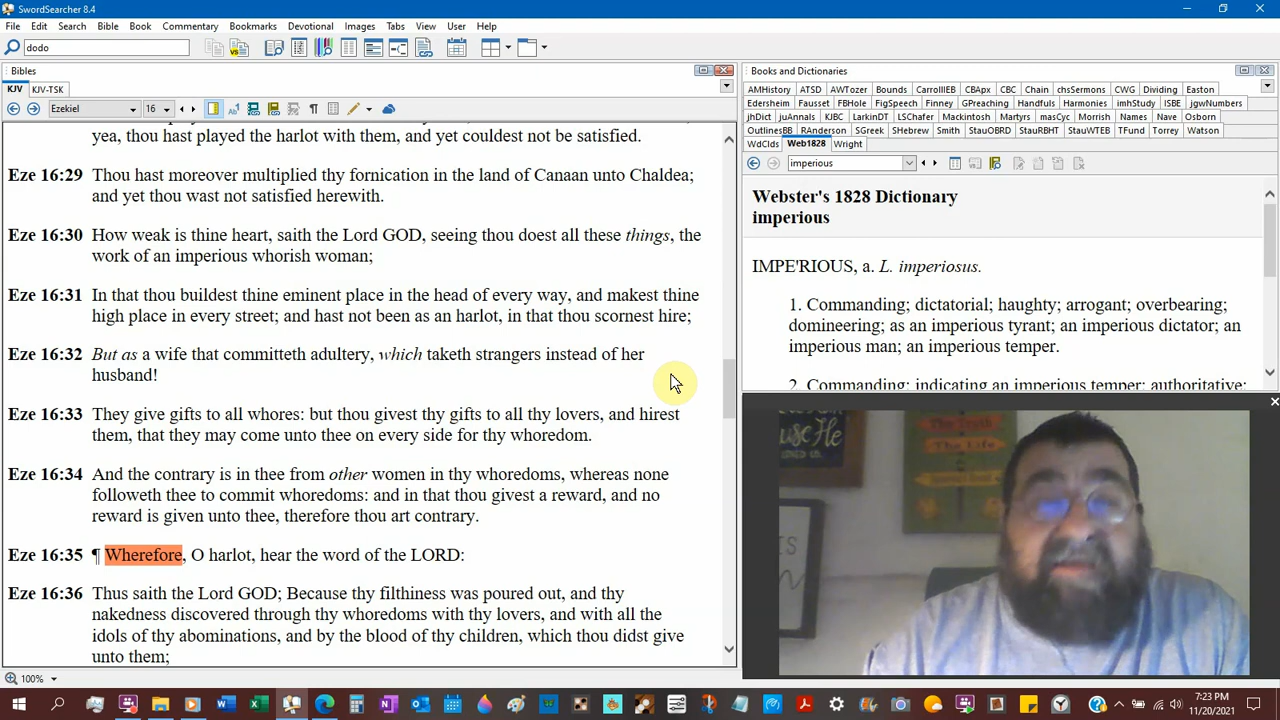 SwordSearcher 8.4
File Edit Search Bible Book Commentary Bookmarks Devotional Images Tabs View User Help
dodo
Bibles
KJV KJV-TSK
Ezekiel 16
yea, thou hast played the harlot with them, and yet couldest not be satisfied.
Eze 16:29 Thou hast moreover multiplied thy fornication in the land of Canaan unto Chaldea;
and yet thou wast not satisfied herewith.
Eze 16:30 How weak is thine heart, saith the Lord GOD, seeing thou doest all these things, the
work of an imperious whorish woman;
Eze 16:31 In that thou buildest thine eminent place in the head of every way, and makest thine
high place in every street; and hast not been as an harlot, in that thou scornest hire;
Eze 16:32 But as a wife that committeth adultery, which taketh strangers instead of her
husband!
Eze 16:33 They give gifts to all whores: but thou givest thy gifts to all thy lovers, and hirest
them, that they may come unto thee on every side for thy whoredom.
Eze 16:34 And the contrary is in thee from other women in thy whoredoms, whereas none
followeth thee to commit whoredoms: and in that thou givest a reward, and no
reward is given unto thee, therefore thou art contrary.
Eze 16:35 ¶ Wherefore, O harlot, hear the word of the LORD:
Eze 16:36 Thus saith the Lord GOD; Because thy filthiness was poured out, and thy
nakedness discovered through thy whoredoms with thy lovers, and with all the
idols of thy abominations, and by the blood of thy children, which thou didst give
unto them;
100%
Books and Dictionaries
AMHistory ATSD AWTozer Bounds CarrollEB CBApx CBC Chain chsSermons CWG Dividing Easton
Edersheim Fausset FBHole FigSpeech Finney GPreaching Handfuls Harmonies imhStudy ISBE jgwNumbers
jhDict juAnnals KJBC LarkinDT LSChafer Mackintosh Martyrs Morrish Names Nave Osborn
OutlinesBB RAnderson SGreek SHebrew Smith StauOBRD StauRBHT StauWTEB TFund Torrey Watson
WdClds Web1828 Wright
imperious
Webster's 1828 Dictionary
imperious
IMPE'RIOUS, a. L. imperiosus.
1. Commanding; dictatorial; haughty; arrogant; overbearing;
domineering; as an imperious tyrant; an imperious dictator; an
imperious man; an imperious temper.
2. Commanding; indicating an imperious temper; authoritative;
use He
The Truth
The Life
7:23 PM
11/20/2021